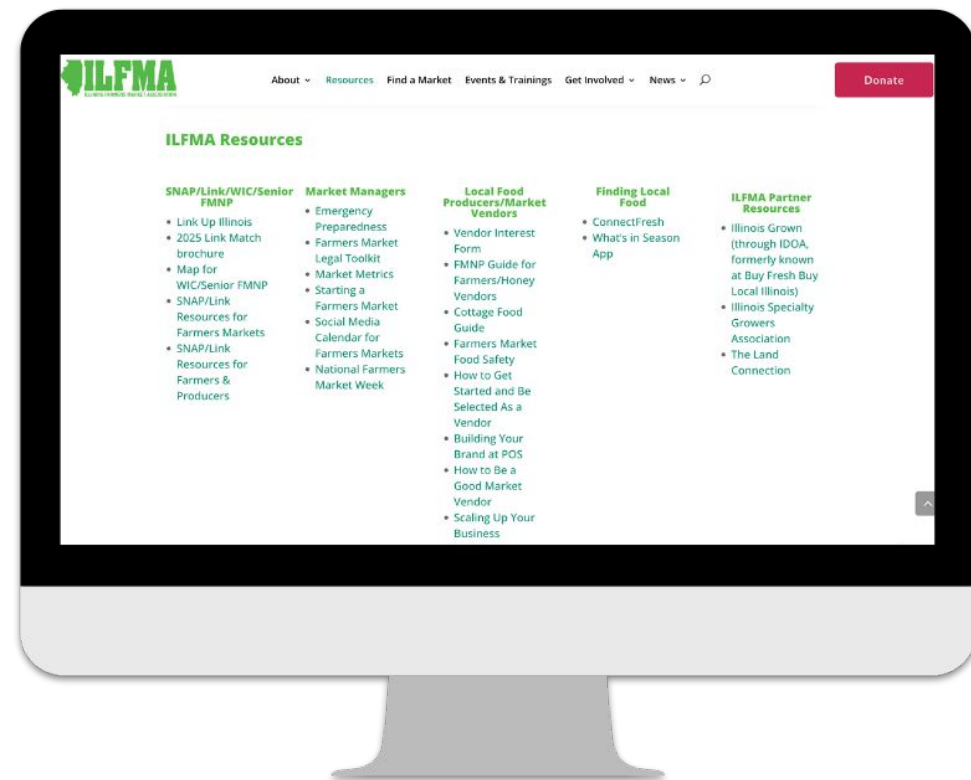 ILFMA
ILLINOIS FARMERS MARKET ASSOCIATION
About
Resources
Find a Market
Events & Trainings
Get Involved
News
Donate
ILFMA Resources
SNAP/Link/WIC/Senior
FMNP
Link Up Illinois
2025 Link Match
brochure
Map for
WIC/Senior FMNP
SNAP/Link
Resources for
Farmers Markets
SNAP/Link
Resources for
Farmers &
Producers
Market Managers
Emergency
Preparedness
Farmers Market
Legal Toolkit
Market Metrics
Starting a
Farmers Market
Social Media
Calendar for
Farmers Markets
National Farmers
Market Week
Local Food
Producers/Market
Vendors
Vendor Interest
Form
FMNP Guide for
Farmers/Honey
Vendors
Cottage Food
Guide
Farmers Market
Food Safety
How to Get
Started and Be
Selected As a
Vendor
Building Your
Brand at POS
How to Be a
Good Market
Vendor
Scaling Up Your
Business
Finding Local
Food
ConnectFresh
What's in Season
App
ILFMA Partner
Resources
Illinois Grown
(through IDOA,
formerly known
at Buy Fresh Buy
Local Illinois)
Illinois Specialty
Growers
Association
The Land
Connection